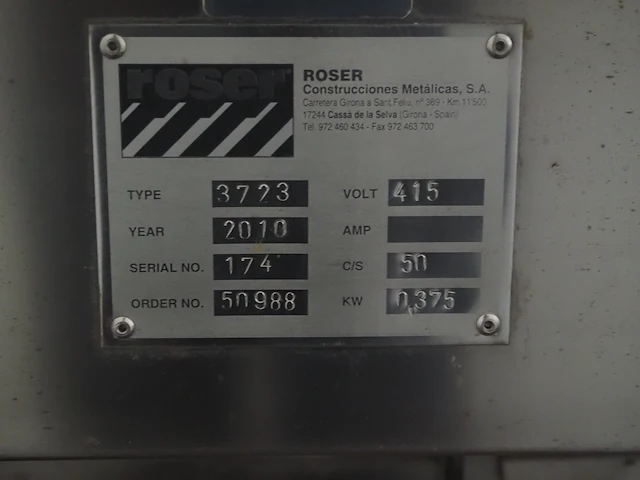 roser
ROSER
Construcciones Metálicas, S.A.
Carretera Girona a Sant Feliu, nº 369 - Km.11'500
17244 Cassá de la Selva (Girona - Spain)
Tel. 972 460 434 - Fax 972 463 700
TYPE 3723 VOLT 415
YEAR 2010 AMP
SERIAL NO. 174 C/S 50
ORDER NO. 50988 KW 0,375